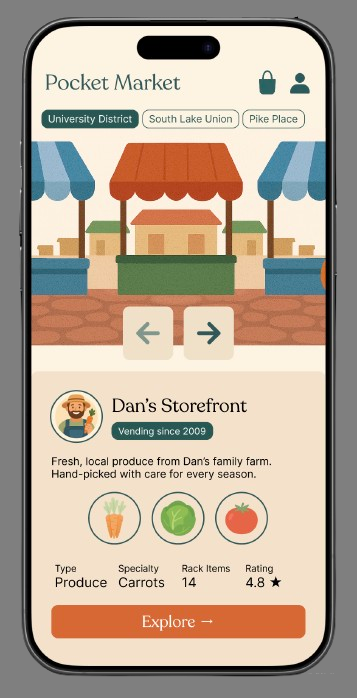 Pocket Market
University District South Lake Union Pike Place
Dan's Storefront
Vending since 2009
Fresh, local produce from Dan's family farm.
Hand-picked with care for every season.
Type Specialty Rack Items Rating
Produce Carrots 14 4.8 ★
Explore →